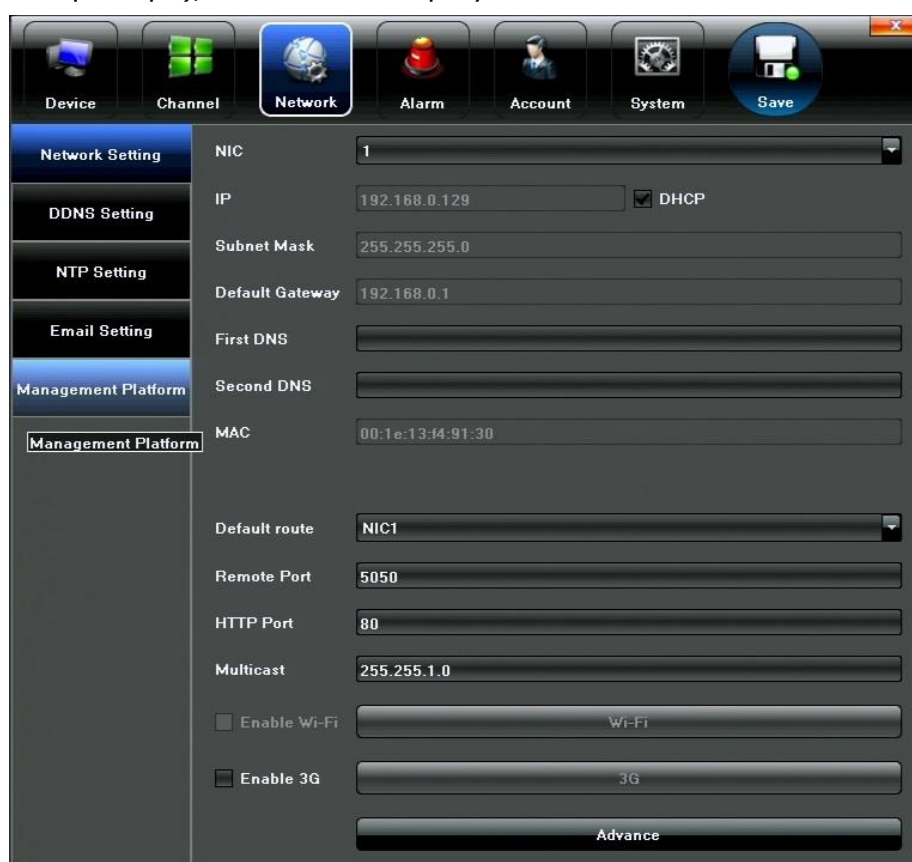 Device Channel Network Alarm Account System Save
Network Setting
DDNS Setting
NTP Setting
Email Setting
Management Platform
Management Platform
NIC 1
IP 192.168.0.129 DHCP
Subnet Mask 255.255.255.0
Default Gateway 192.168.0.1
First DNS
Second DNS
MAC 00:1e:13:f4:91:30
Default route NIC1
Remote Port 5050
HTTP Port 80
Multicast 255.255.1.0
Enable Wi-Fi Wi-Fi
Enable 3G 3G
Advance